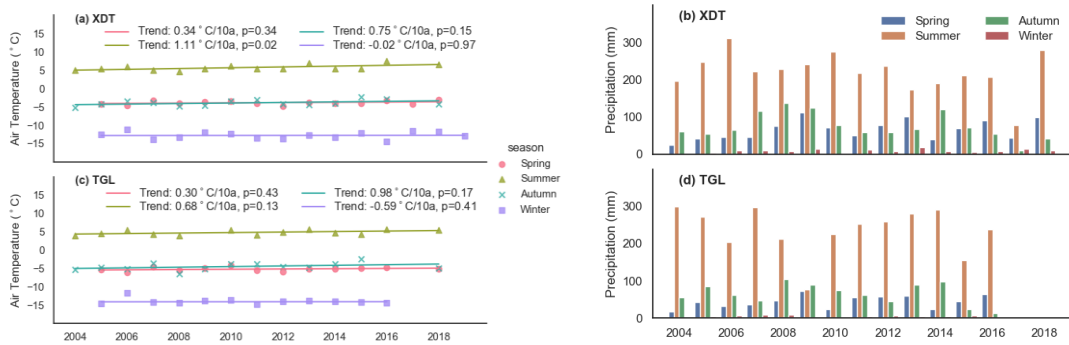 (a) XDT
Trend: 0.34 °C/10a, p=0.34
Trend: 0.75 °C/10a, p=0.15
Trend: 1.11 °C/10a, p=0.02
Trend: -0.02 °C/10a, p=0.97
Air Temperature (°C)
15
10
5
0
−5
−10
−15
season
Spring
Summer
Autumn
Winter
(c) TGL
Trend: 0.30 °C/10a, p=0.43
Trend: 0.98 °C/10a, p=0.17
Trend: 0.68 °C/10a, p=0.13
Trend: -0.59 °C/10a, p=0.41
Air Temperature (°C)
15
10
5
0
−5
−10
−15
2004 2006 2008 2010 2012 2014 2016 2018
(b) XDT
Spring
Autumn
Summer
Winter
Precipitation (mm)
300
200
100
0
(d) TGL
Precipitation (mm)
300
200
100
0
2004 2006 2008 2010 2012 2014 2016 2018